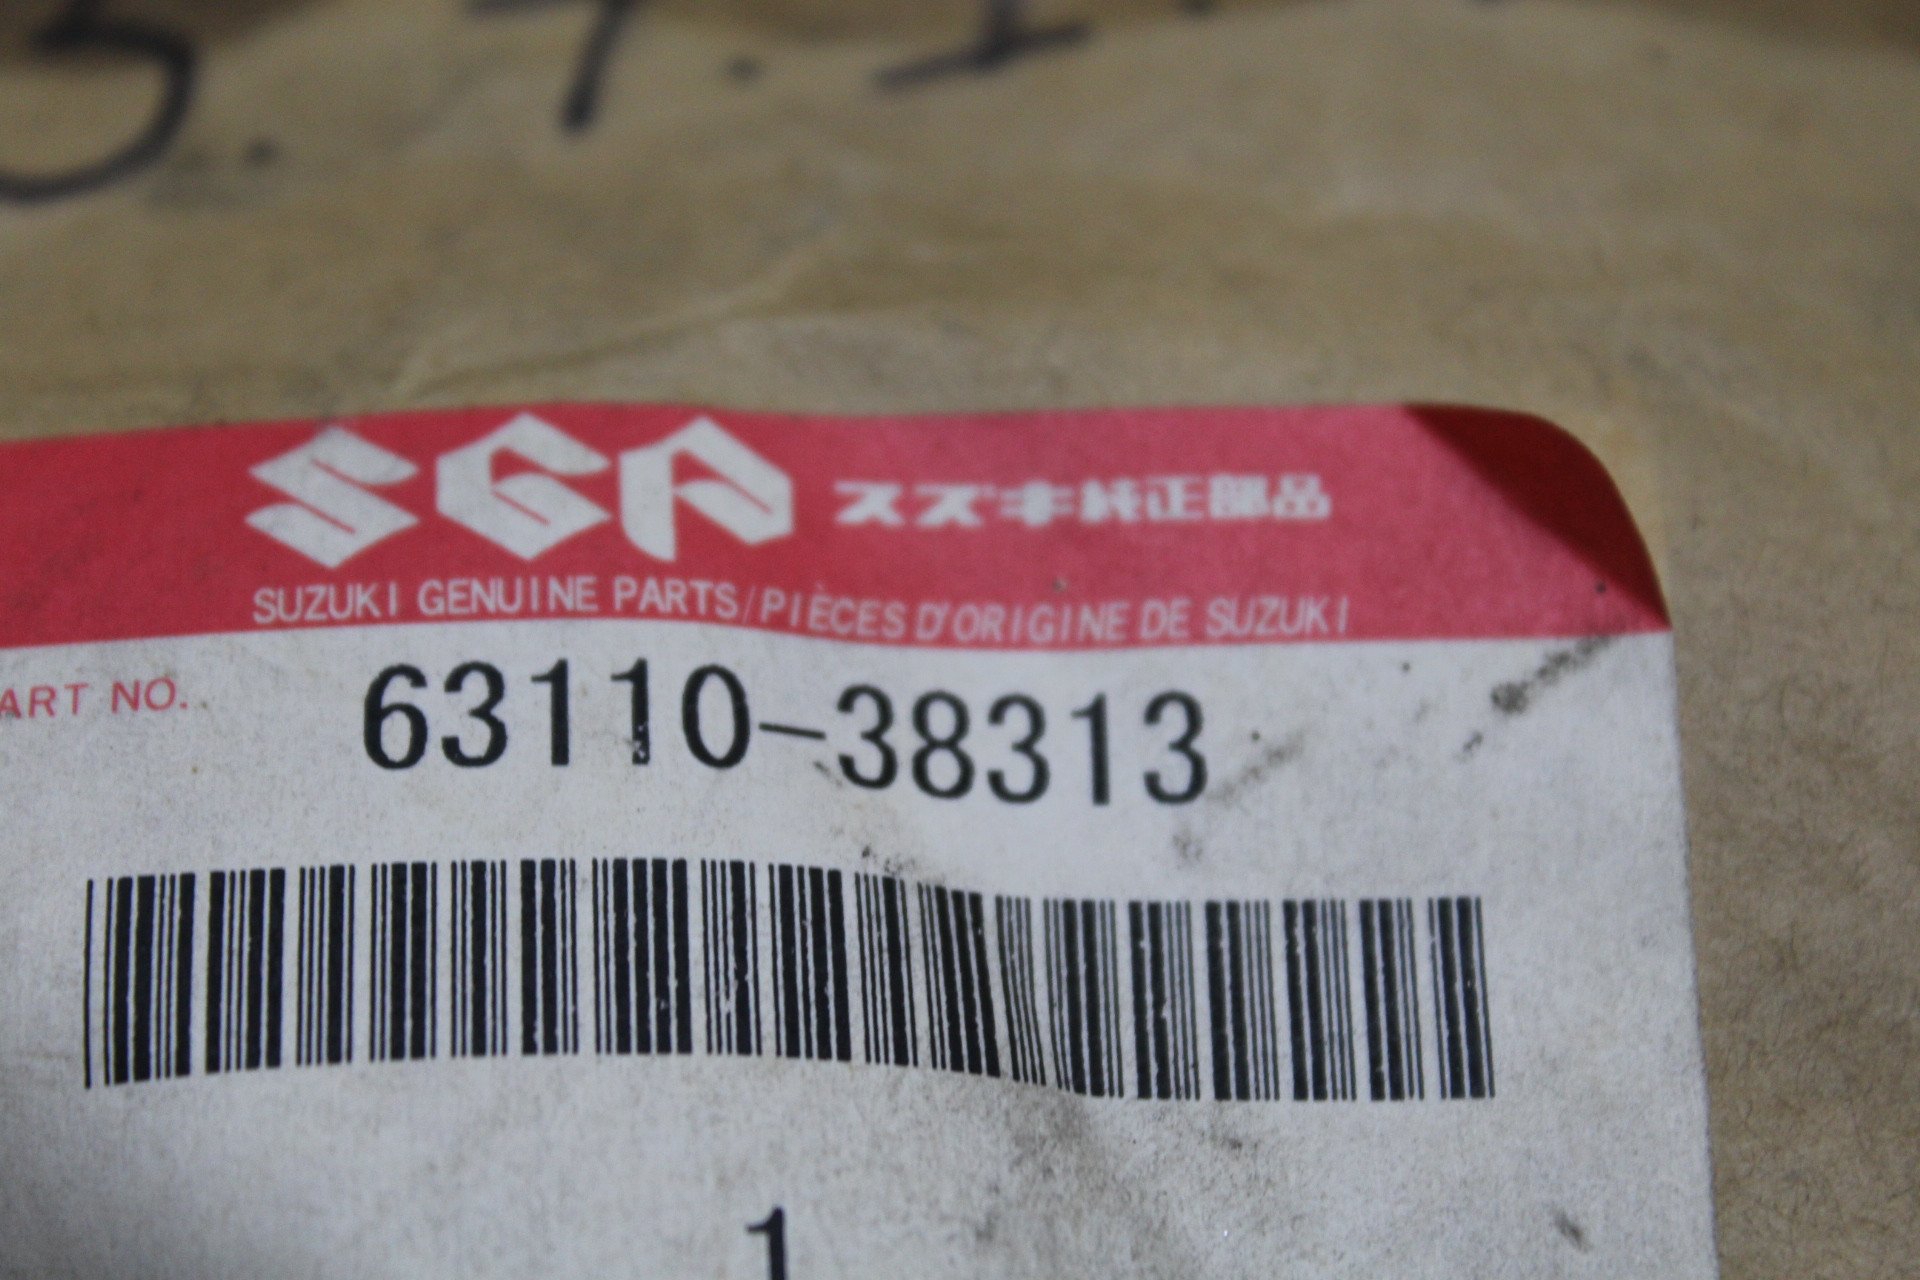 SGP スズキ純正部品
SUZUKI GENUINE PARTS/PIÈCES D'ORIGINE DE SUZUKI
ART NO. 63110-38313
1